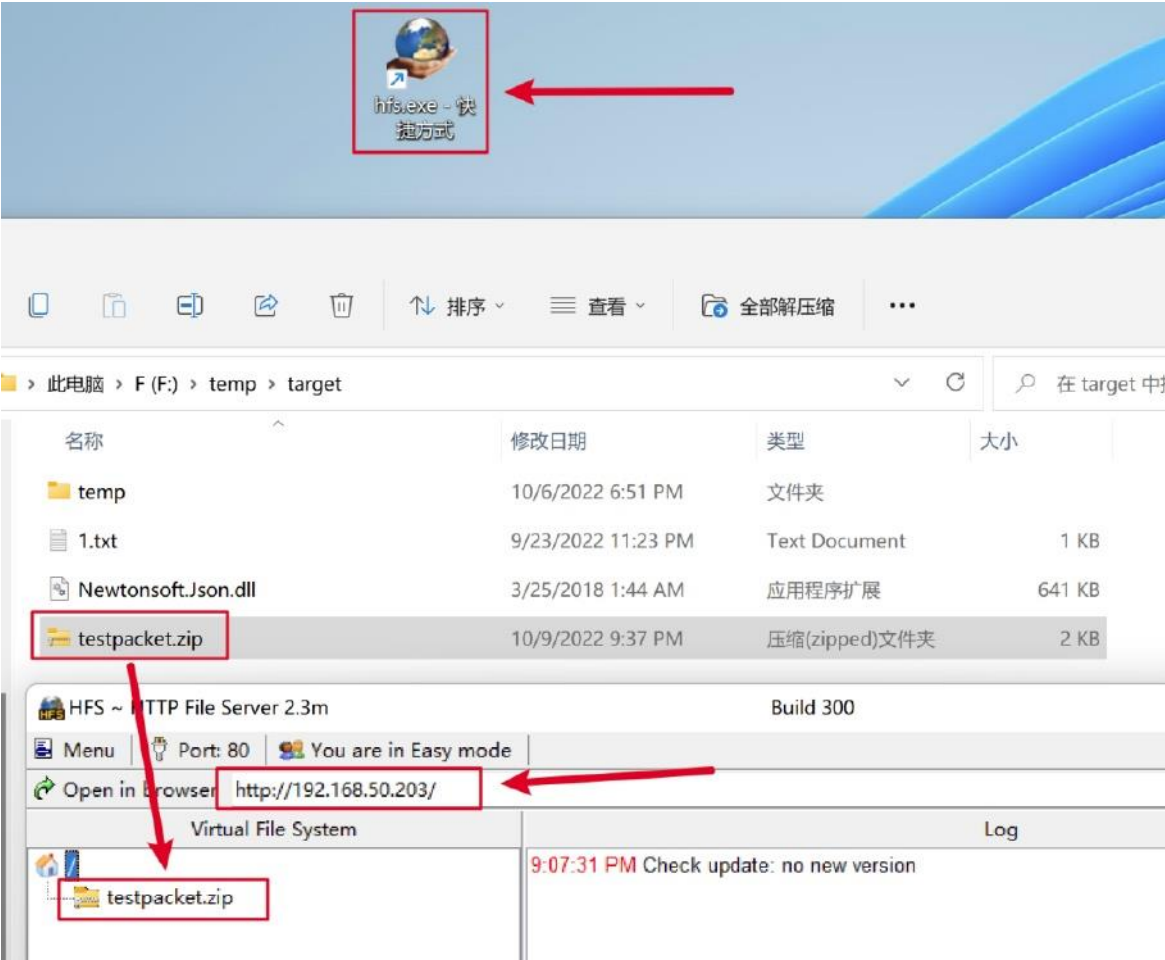 hfs.exe - 快
捷方式
排序 查看 全部解压缩
此电脑 > F (F:) > temp > target 在 target 中
名称 修改日期 类型 大小
temp 10/6/2022 6:51 PM 文件夹
1.txt 9/23/2022 11:23 PM Text Document 1 KB
Newtonsoft.Json.dll 3/25/2018 1:44 AM 应用程序扩展 641 KB
testpacket.zip 10/9/2022 9:37 PM 压缩(zipped)文件夹 2 KB
HFS ~ HTTP File Server 2.3m Build 300
Menu Port: 80 You are in Easy mode
Open in browser http://192.168.50.203/
Virtual File System Log
/ 9:07:31 PM Check update: no new version
testpacket.zip